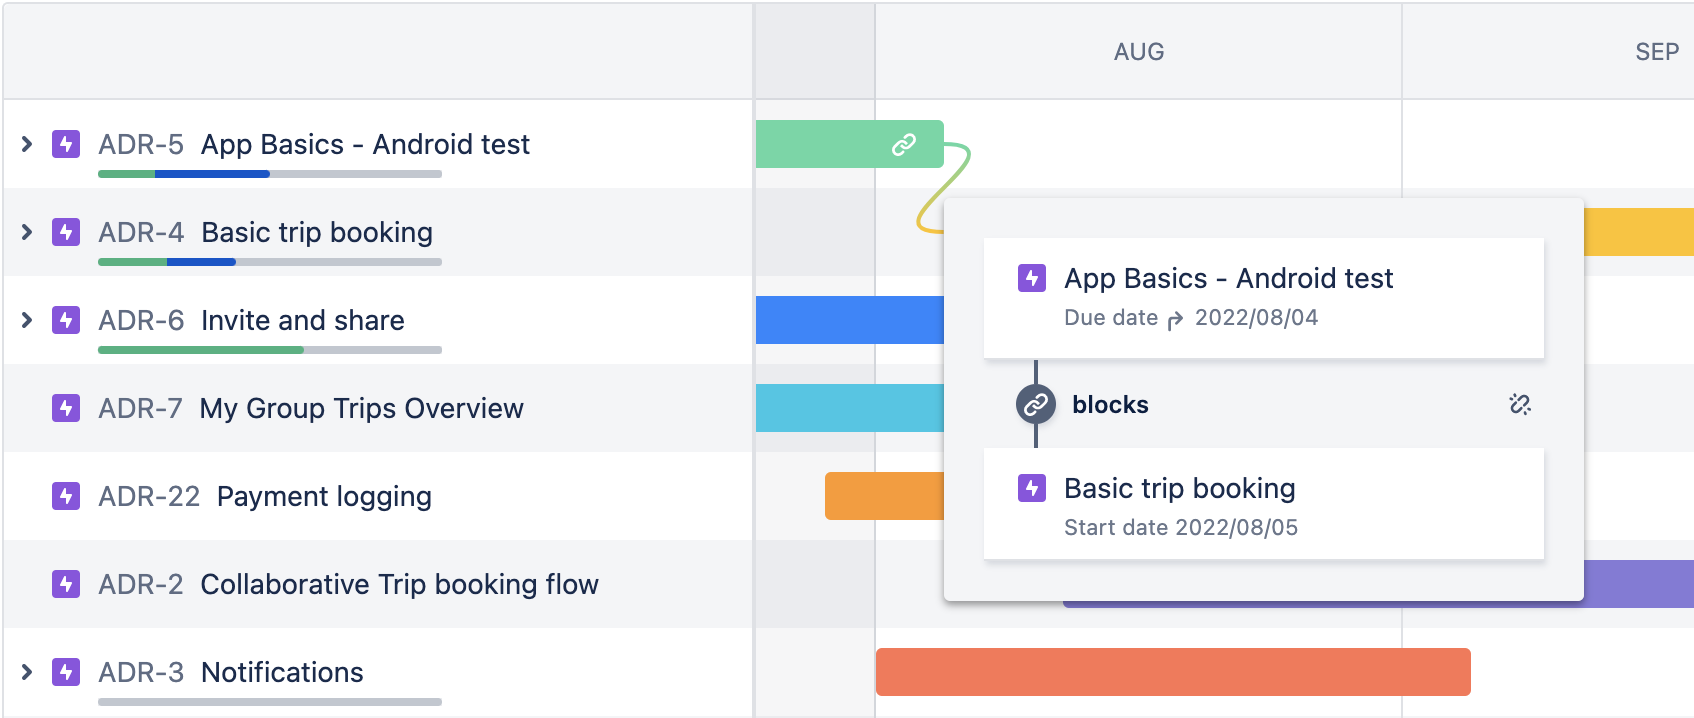 AUG SEP
ADR-5 App Basics - Android test
ADR-4 Basic trip booking
ADR-6 Invite and share
ADR-7 My Group Trips Overview
ADR-22 Payment logging
ADR-2 Collaborative Trip booking flow
ADR-3 Notifications
App Basics - Android test
Due date 2022/08/04
blocks
Basic trip booking
Start date 2022/08/05